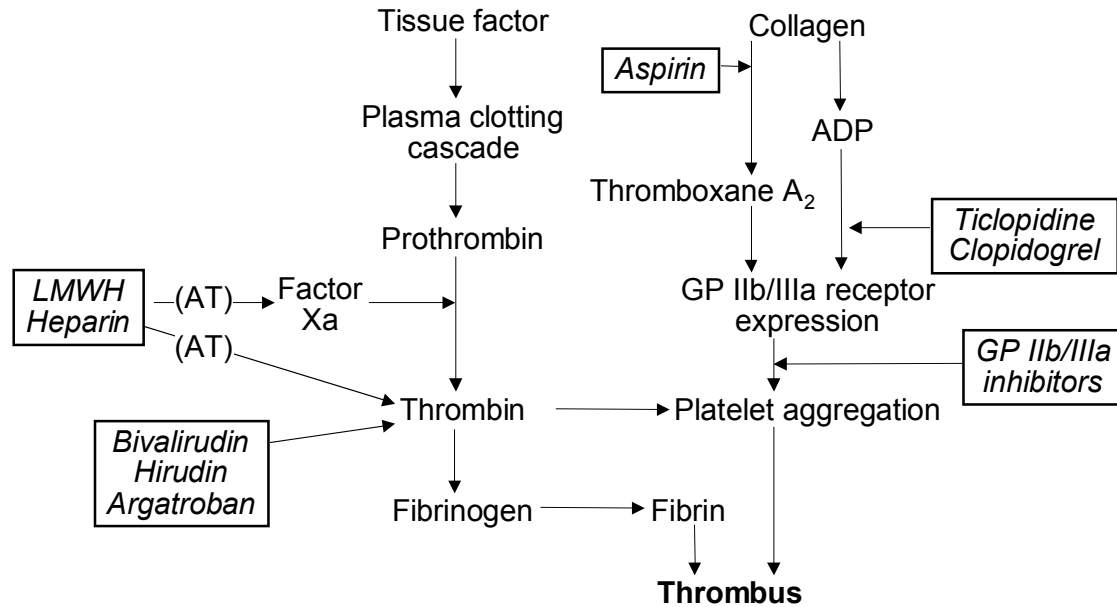 Tissue factor
Collagen
Aspirin
Plasma clotting
cascade
ADP
Thromboxane A2
Ticlopidine
Clopidogrel
Prothrombin
LMWH
Heparin
(AT)
Factor
Xa
GP IIb/IIIa receptor
expression
(AT)
GP IIb/IIIa
inhibitors
Thrombin
Platelet aggregation
Bivalirudin
Hirudin
Argatroban
Fibrinogen
Fibrin
Thrombus